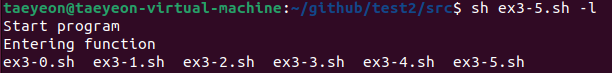 taeyeon@taeyeon-virtual-machine:~/github/test2/src$ sh ex3-5.sh -l
Start program
Entering function
ex3-0.sh  ex3-1.sh  ex3-2.sh  ex3-3.sh  ex3-4.sh  ex3-5.sh